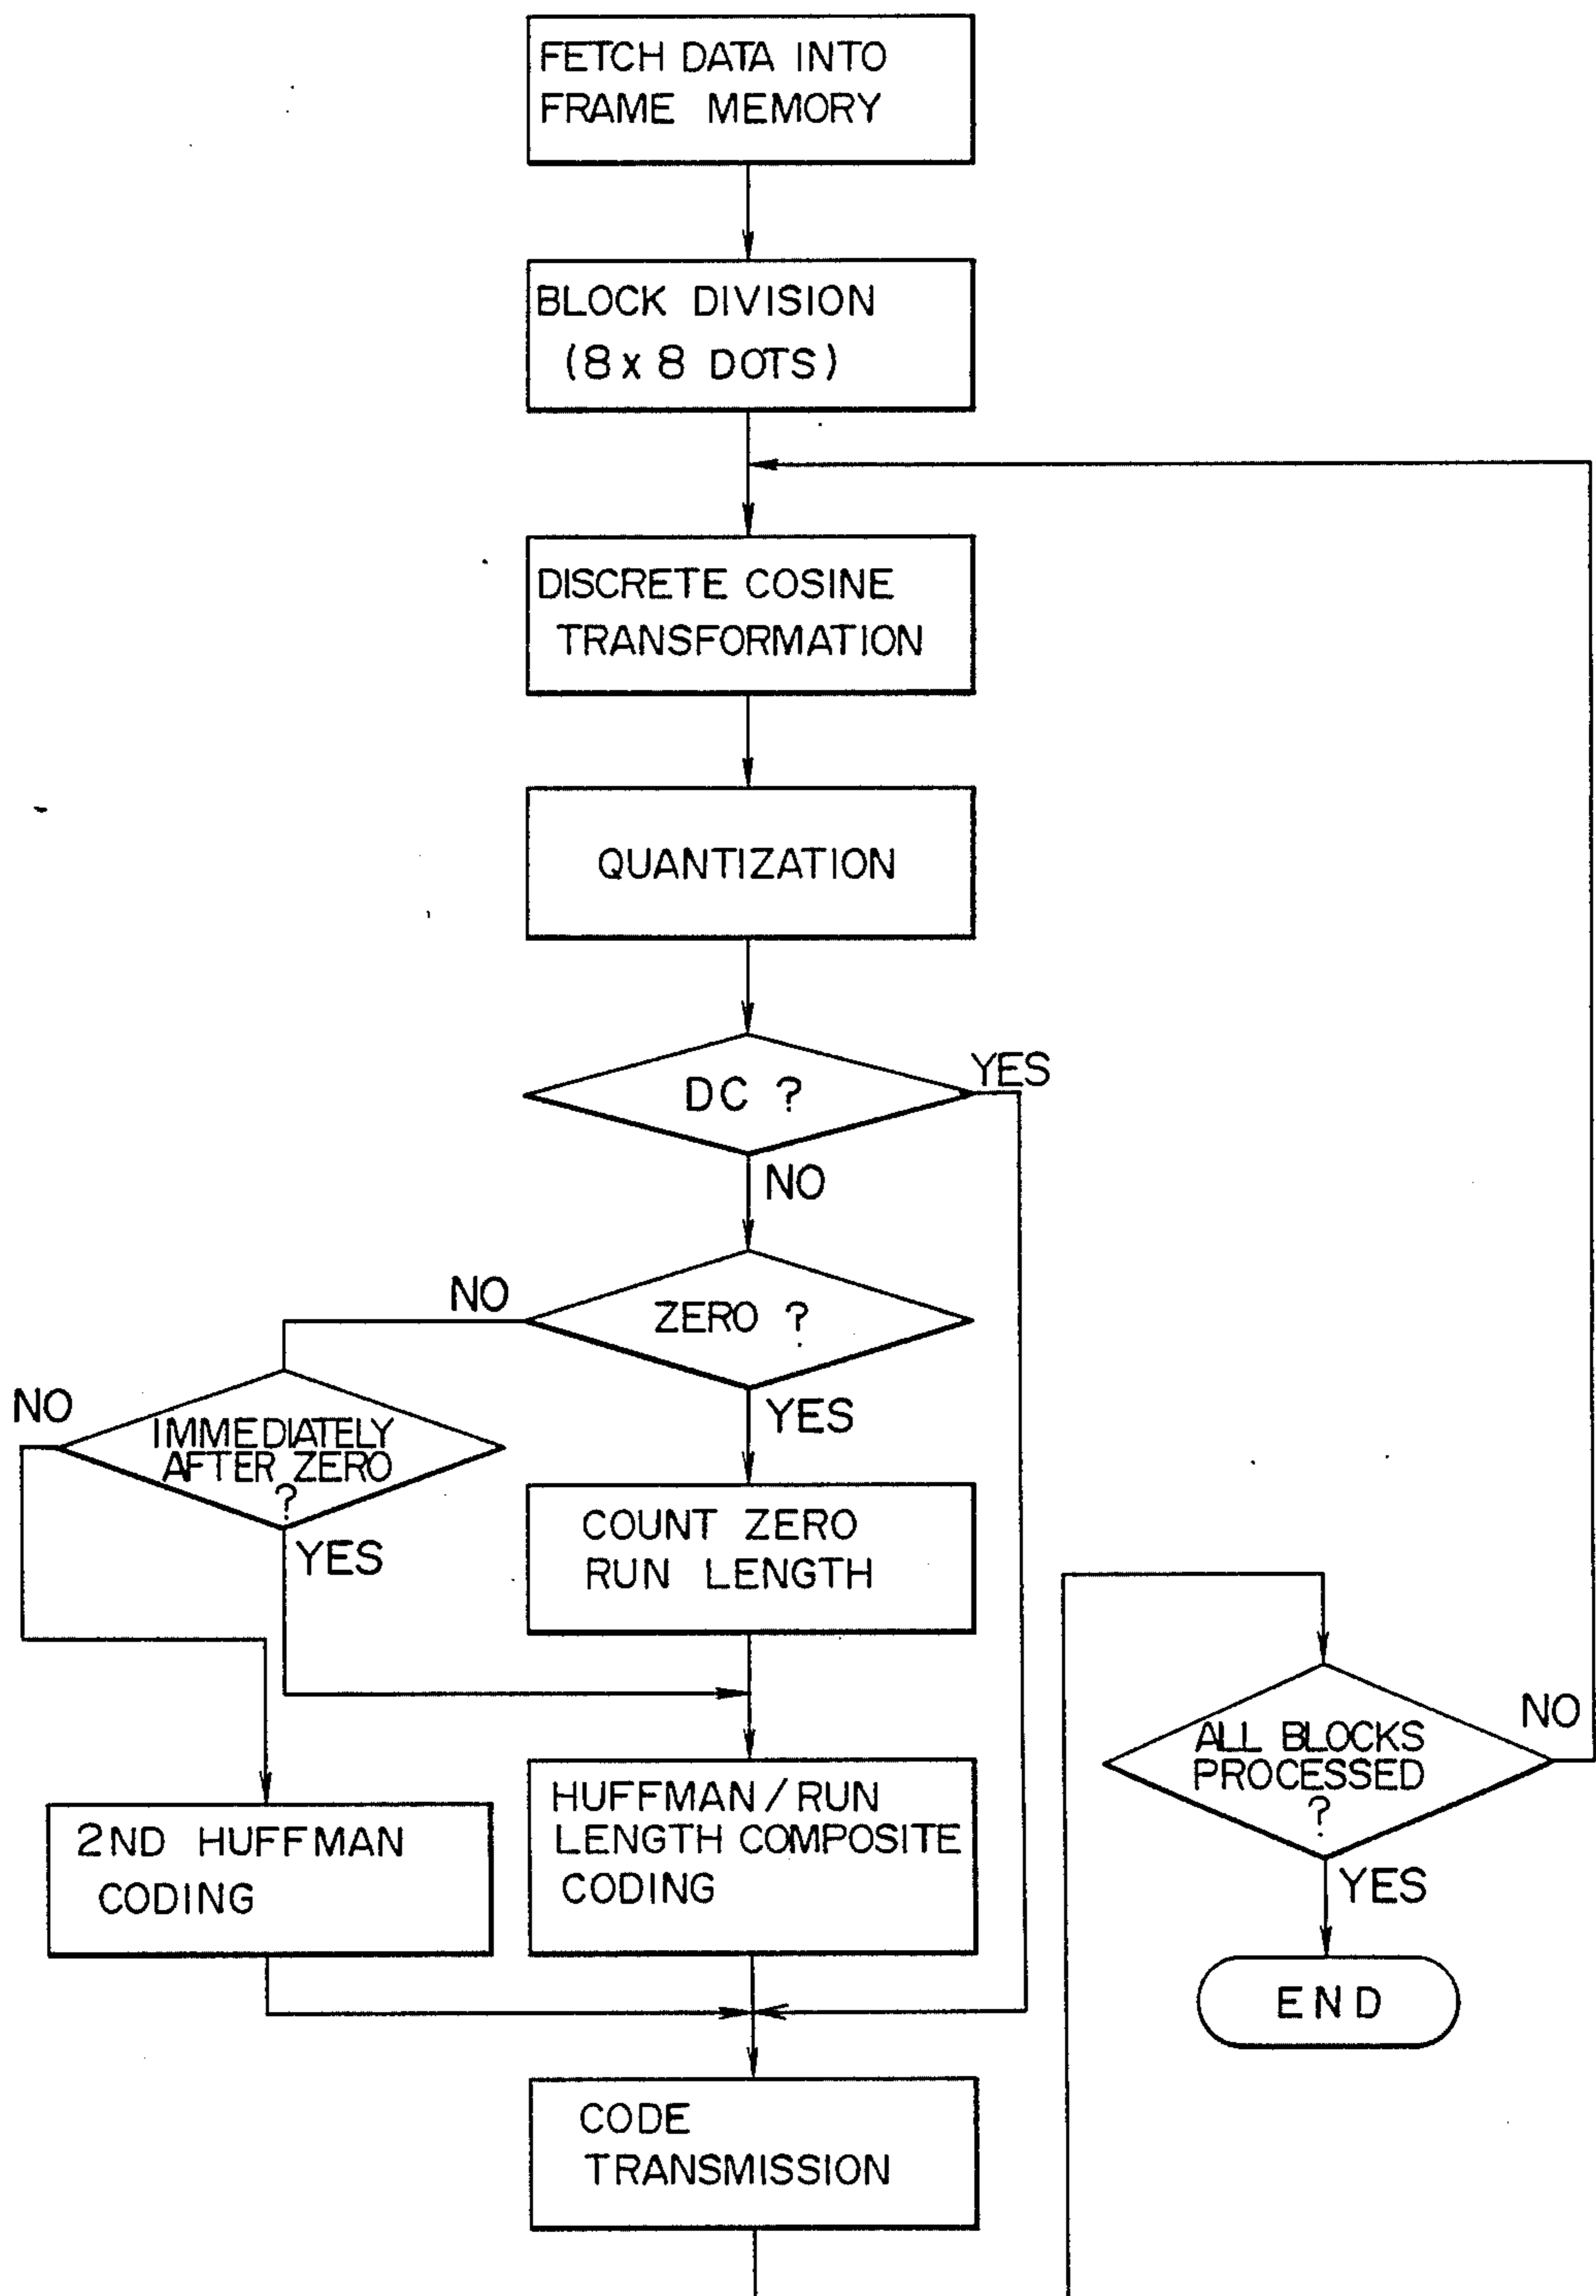 FETCH DATA INTO
FRAME MEMORY
BLOCK DIVISION
(8 x 8 DOTS)
DISCRETE COSINE
TRANSFORMATION
QUANTIZATION
DC ?
YES
NO
ZERO ?
NO
YES
IMMEDIATELY
AFTER ZERO
?
NO
YES
COUNT ZERO
RUN LENGTH
2ND HUFFMAN
CODING
HUFFMAN / RUN
LENGTH COMPOSITE
CODING
CODE
TRANSMISSION
ALL BLOCKS
PROCESSED
?
NO
YES
END